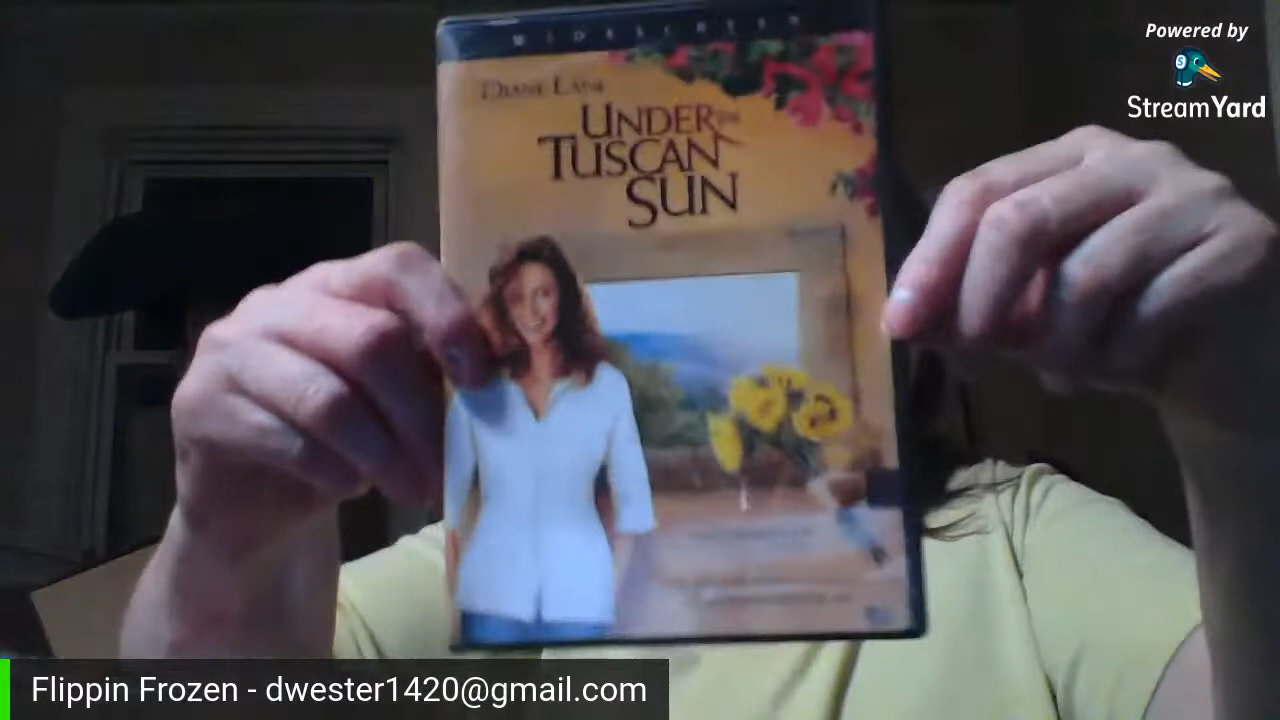 Powered by
StreamYard
WIDESCREEN
DIANE LANE
UNDER THE
TUSCAN
SUN
Flippin Frozen - dwester1420@gmail.com